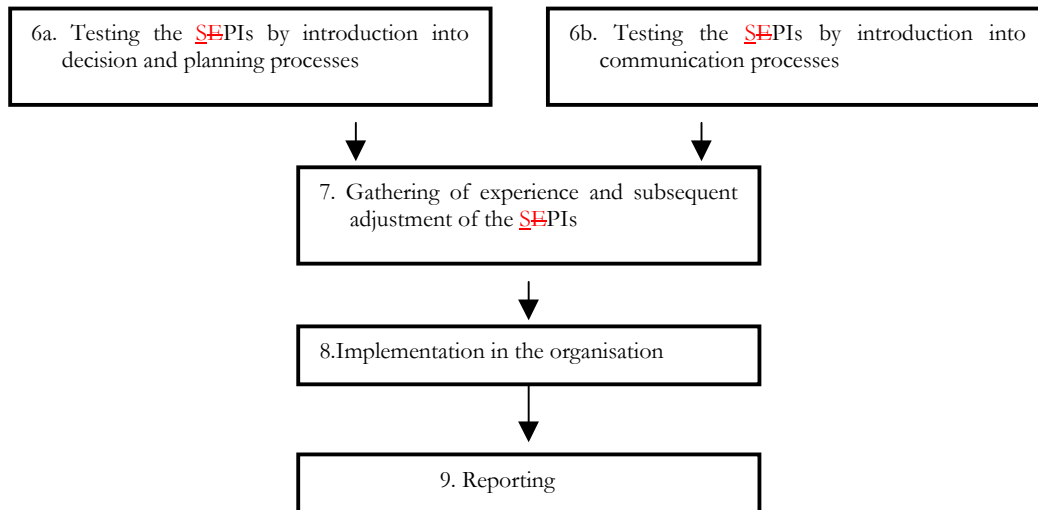 6a. Testing the SEPIs by introduction into
decision and planning processes
6b. Testing the SEPIs by introduction into
communication processes
7. Gathering of experience and subsequent
adjustment of the SEPIs
8.Implementation in the organisation
9. Reporting